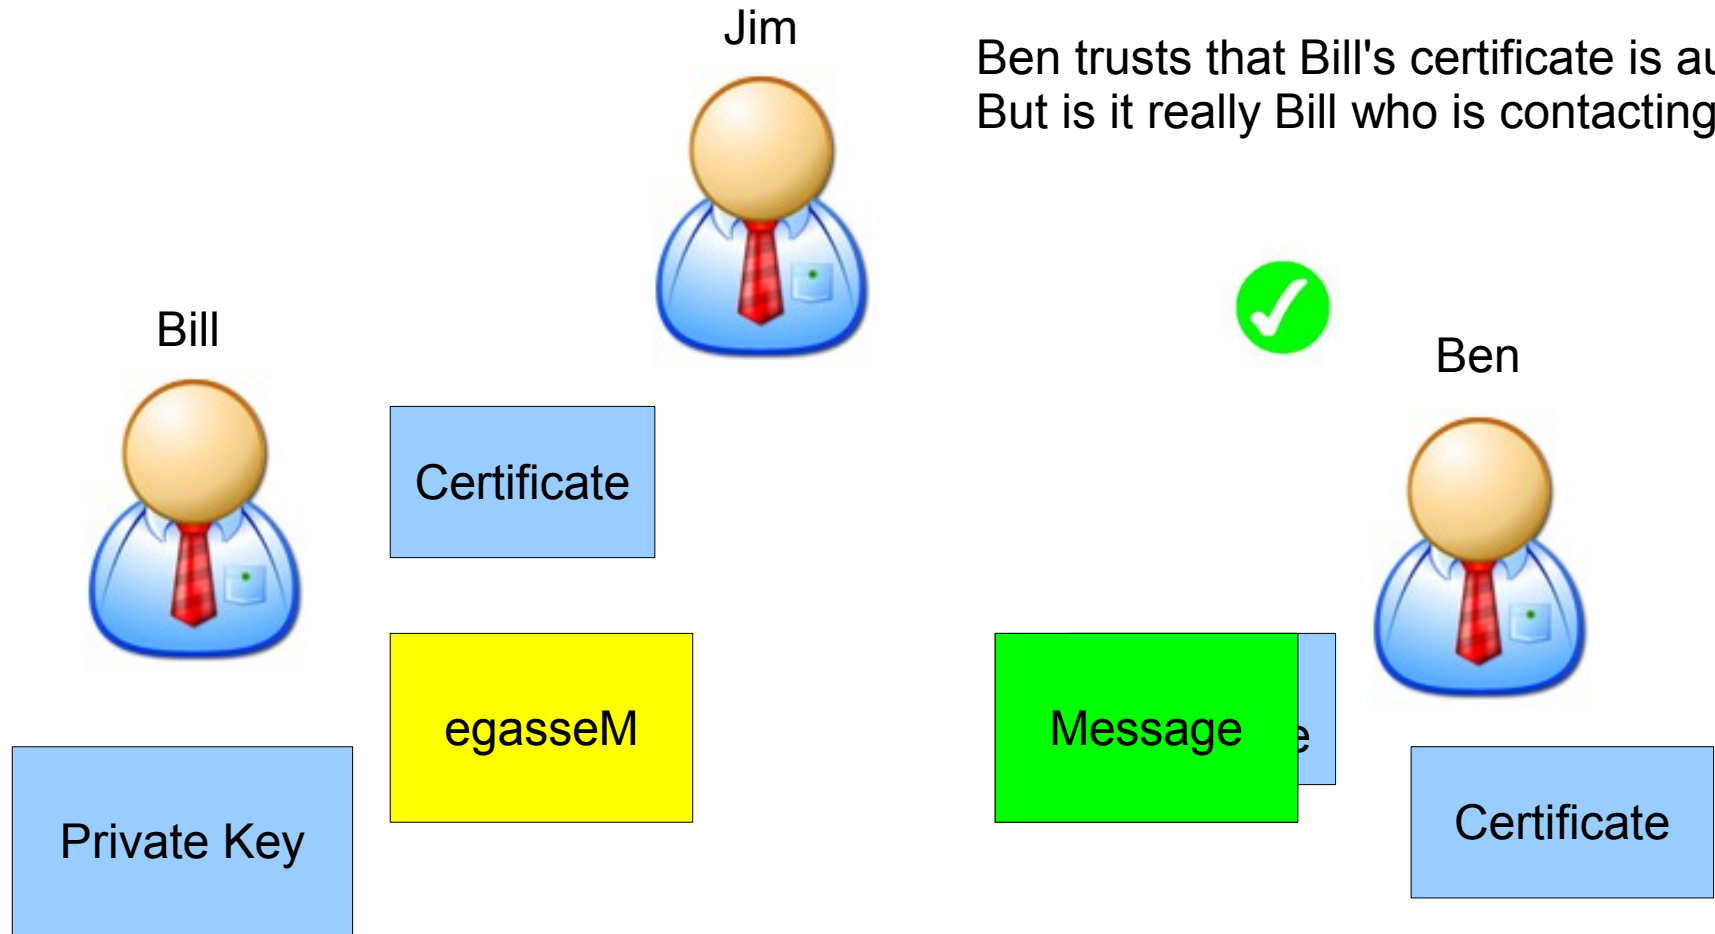 Jim
Ben trusts that Bill's certificate is
But is it really Bill who is contacting
Bill
Ben
Certificate
egasseM
Message
Private Key
Certificate